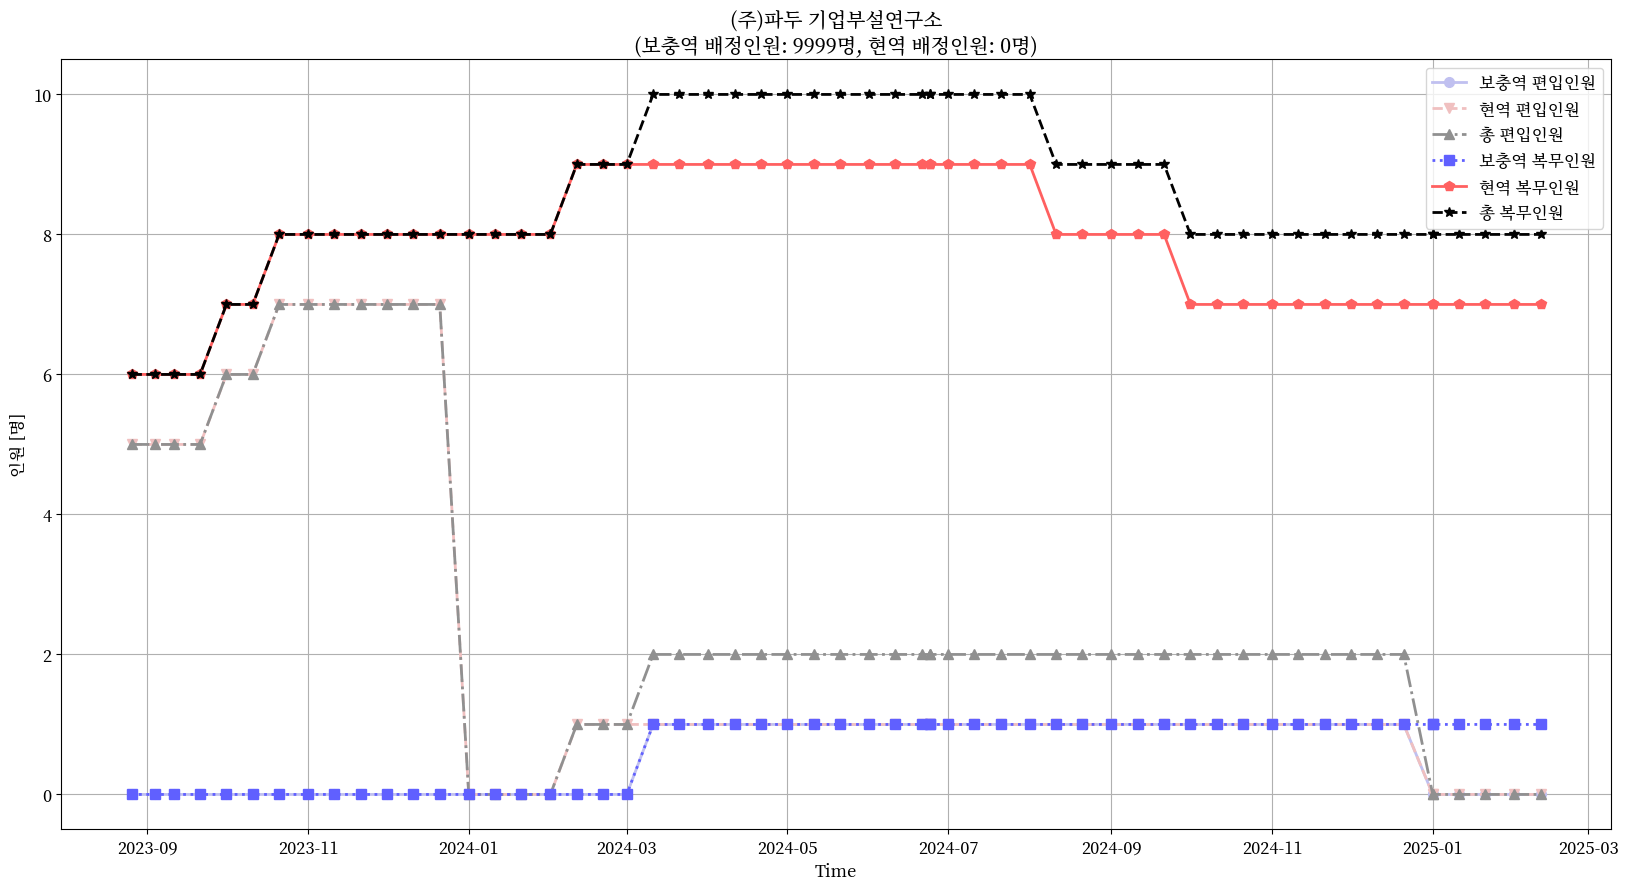 (주)파두 기업부설연구소
(보충역 배정인원: 9999명, 현역 배정인원: 0명)
보충역 편입인원
현역 편입인원
총 편입인원
보충역 복무인원
현역 복무인원
총 복무인원
10
8
6
4
2
0
인원 [명]
2023-09 2023-11 2024-01 2024-03 2024-05 2024-07 2024-09 2024-11 2025-01 2025-03
Time